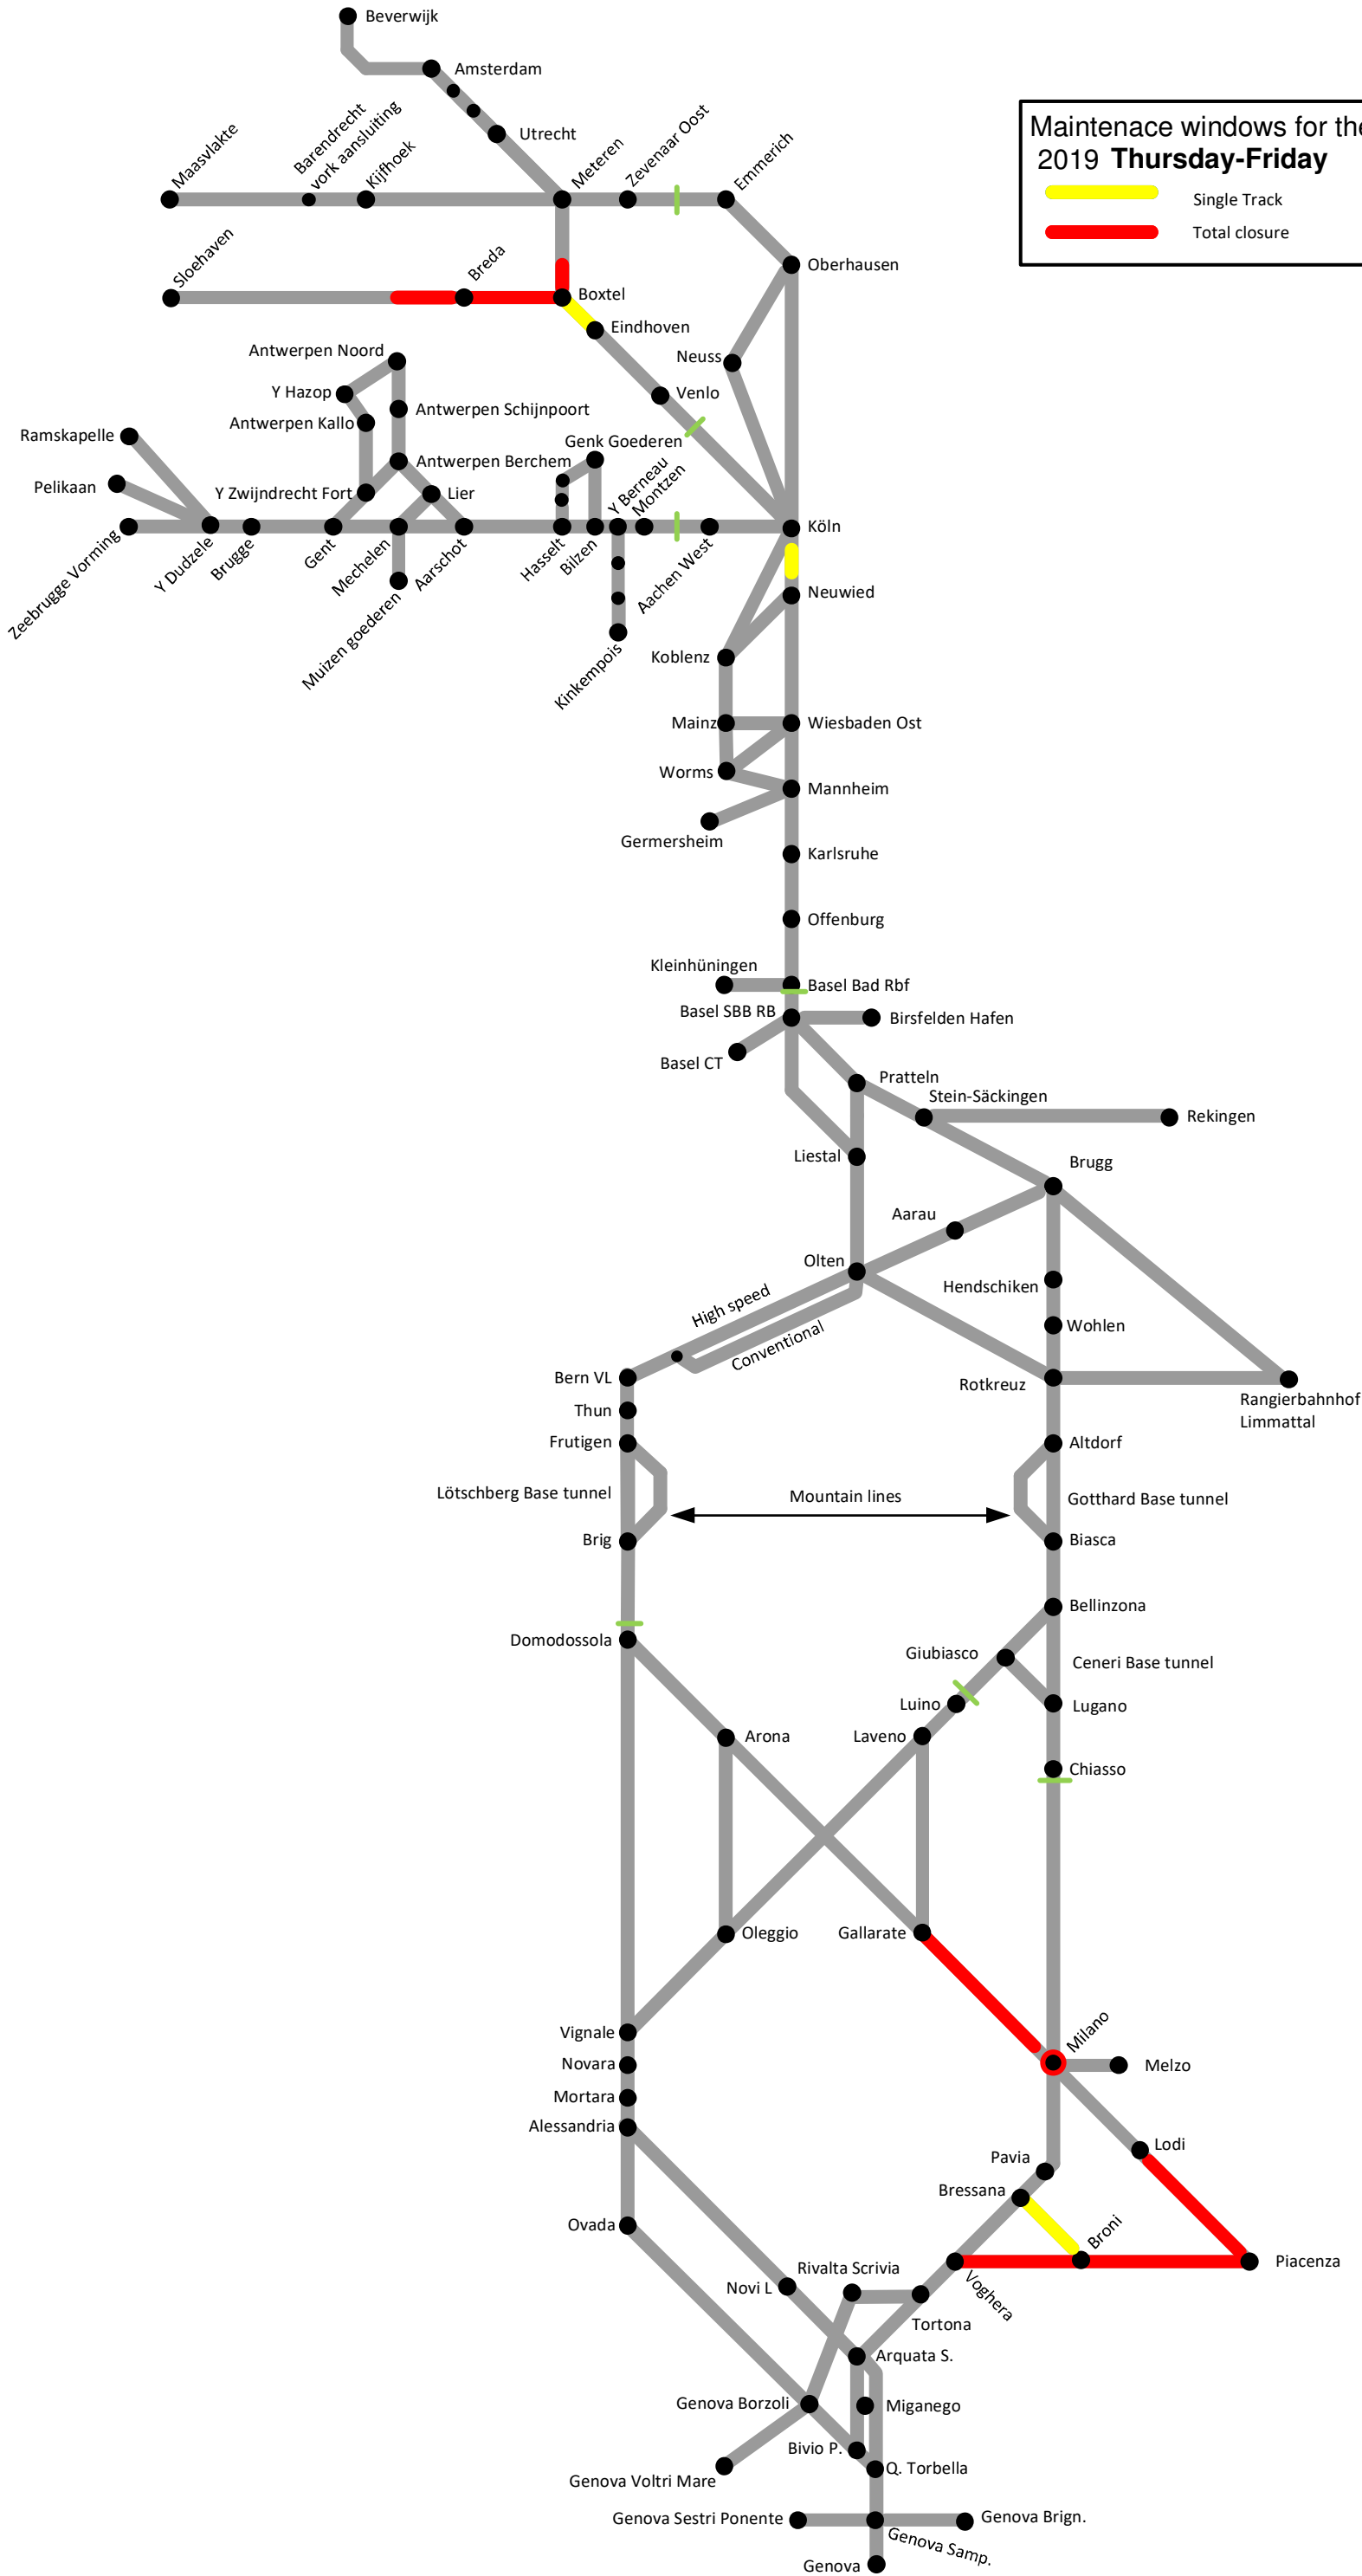 Beverwijk
Amsterdam
Utrecht
Maasvlakte
Barendrecht
vork aansluiting
Kijfhoek
Meteren
Zevenaar Oost
Emmerich
Maintenace windows for the
2019 Thursday-Friday
Single Track
Total closure
Oberhausen
Sloehaven
Breda
Boxtel
Eindhoven
Neuss
Venlo
Antwerpen Noord
Y Hazop
Antwerpen Schijnpoort
Antwerpen Kallo
Ramskapelle
Genk Goederen
Antwerpen Berchem
Pelikaan
Y Zwijndrecht Fort
Lier
Y Berneau
Montzen
Köln
Zeebrugge Vorming
Y Dudzele
Brugge
Gent
Mechelen
Muizen goederen
Aarschot
Hasselt
Bilzen
Kinkempois
Aachen West
Neuwied
Koblenz
Mainz
Wiesbaden Ost
Worms
Mannheim
Germersheim
Karlsruhe
Offenburg
Kleinhüningen
Basel Bad Rbf
Basel SBB RB
Birsfelden Hafen
Basel CT
Pratteln
Stein-Säckingen
Rekingen
Liestal
Brugg
Aarau
Olten
Hendschiken
High speed
Conventional
Wohlen
Bern VL
Rotkreuz
Rangierbahnhof
Limmattal
Thun
Frutigen
Altdorf
Lötschberg Base tunnel
Mountain lines
Gotthard Base tunnel
Brig
Biasca
Bellinzona
Domodossola
Giubiasco
Ceneri Base tunnel
Luino
Lugano
Arona
Laveno
Chiasso
Oleggio
Gallarate
Vignale
Milano
Novara
Melzo
Mortara
Alessandria
Lodi
Pavia
Bressana
Ovada
Broni
Piacenza
Rivalta Scrivia
Novi L
Voghera
Tortona
Arquata S.
Genova Borzoli
Miganego
Bivio P.
Q. Torbella
Genova Voltri Mare
Genova Sestri Ponente
Genova Brign.
Genova Samp.
Genova